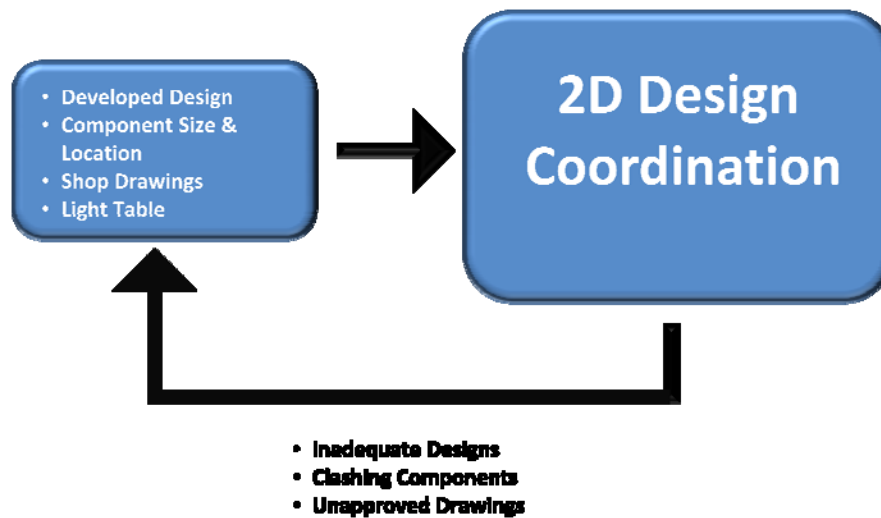 • Developed Design
• Component Size &
Location
• Shop Drawings
• Light Table
2D Design
Coordination
• Inadequate Designs
• Clashing Components
• Unapproved Drawings